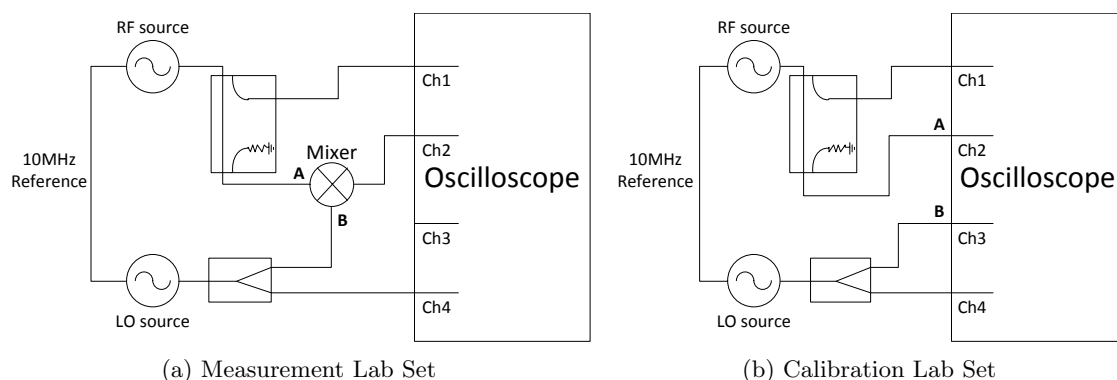 RF source
Ch1
A
Mixer
Ch2
10MHz
Reference
Oscilloscope
B
Ch3
LO source
Ch4
(a) Measurement Lab Set
RF source
Ch1
A
Ch2
10MHz
Reference
Oscilloscope
B
Ch3
LO source
Ch4
(b) Calibration Lab Set